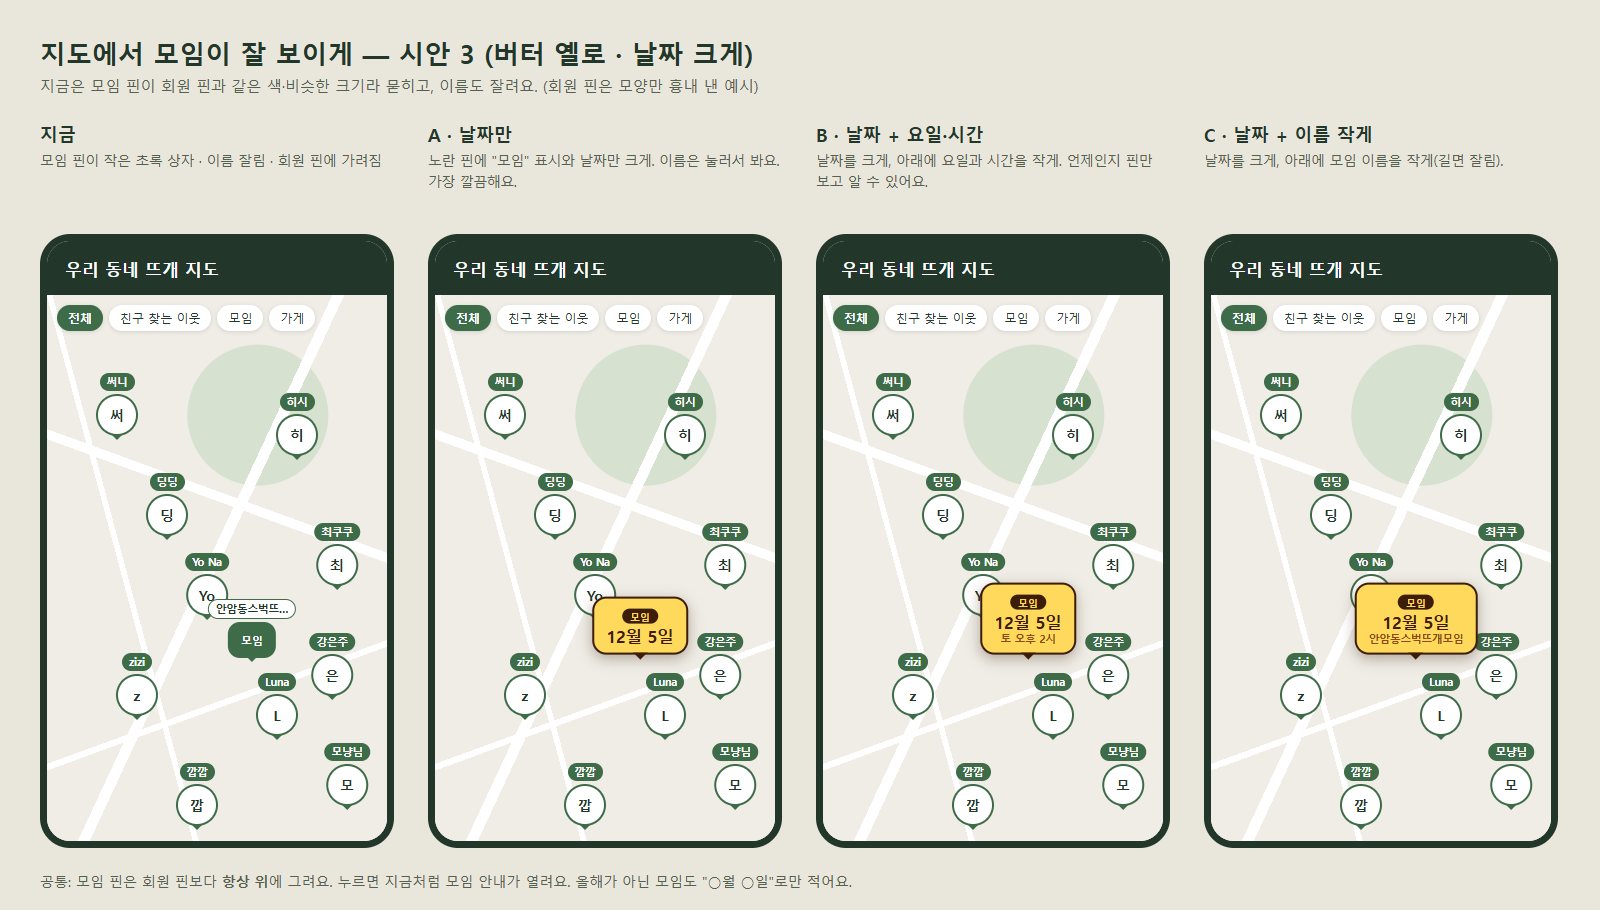 지도에서 모임이 잘 보이게 — 시안 3 (버터 옐로 · 날짜 크게)
지금은 모임 핀이 회원 핀과 같은 색·비슷한 크기라 묻히고, 이름도 잘려요. (회원 핀은 모양만 흉내 낸 예시)
지금
모임 핀이 작은 초록 상자 · 이름 잘림 · 회원 핀에 가려짐
우리 동네 뜨개 지도
전체 친구 찾는 이웃 모임 가게
써니
써
히시
히
딩딩
딩
최쿠쿠
최
Yo Na
Yo
안암동스벅뜨...
모임
강은주
은
zizi
z
Luna
L
모냥님
모
깝깝
깝
A · 날짜만
노란 핀에 "모임" 표시와 날짜만 크게. 이름은 눌러서 봐요.
가장 깔끔해요.
우리 동네 뜨개 지도
전체 친구 찾는 이웃 모임 가게
써니
써
히시
히
딩딩
딩
최쿠쿠
최
Yo Na
Yo
모임
12월 5일
강은주
은
zizi
z
Luna
L
모냥님
모
깝깝
깝
B · 날짜 + 요일·시간
날짜를 크게, 아래에 요일과 시간을 작게. 언제인지 핀만
보고 알 수 있어요.
우리 동네 뜨개 지도
전체 친구 찾는 이웃 모임 가게
써니
써
히시
히
딩딩
딩
최쿠쿠
최
Yo Na
Y
모임
12월 5일
토 오후 2시
강은주
은
zizi
z
Luna
L
모냥님
모
깝깝
깝
C · 날짜 + 이름 작게
날짜를 크게, 아래에 모임 이름을 작게(길면 잘림).
우리 동네 뜨개 지도
전체 친구 찾는 이웃 모임 가게
써니
써
히시
히
딩딩
딩
최쿠쿠
최
Yo Na
모임
12월 5일
안암동스벅뜨개모임
강은주
은
zizi
z
Luna
L
모냥님
모
깝깝
깝
공통: 모임 핀은 회원 핀보다 항상 위에 그려요. 누르면 지금처럼 모임 안내가 열려요. 올해가 아닌 모임도 "○월 ○일"로만 적어요.